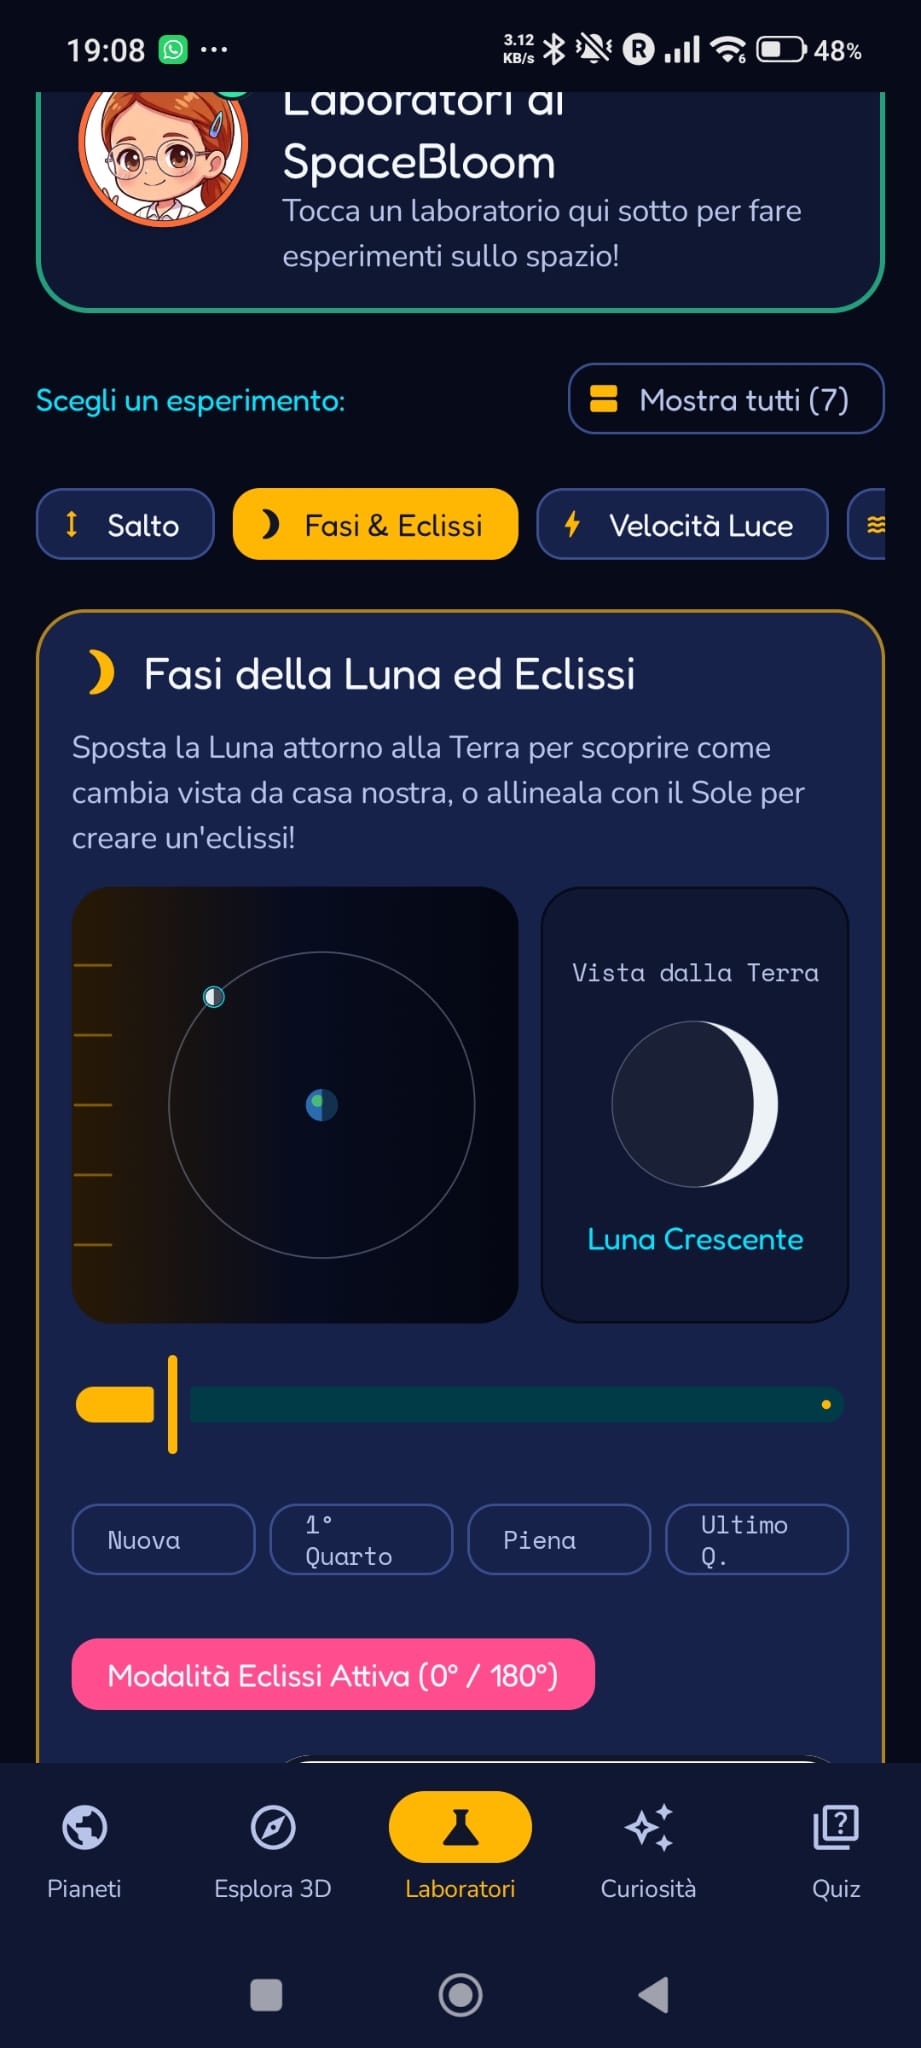 19:08
3.12
KB/s
R
6
48%
Laboratori di
SpaceBloom
Tocca un laboratorio qui sotto per fare
esperimenti sullo spazio!
Scegli un esperimento:
Mostra tutti (7)
Salto
Fasi & Eclissi
Velocità Luce
Fasi della Luna ed Eclissi
Sposta la Luna attorno alla Terra per scoprire come
cambia vista da casa nostra, o allineala con il Sole per
creare un'eclissi!
Vista dalla Terra
Luna Crescente
Nuova
1°
Quarto
Piena
Ultimo
Q.
Modalità Eclissi Attiva (0° / 180°)
Pianeti
Esplora 3D
Laboratori
Curiosità
Quiz